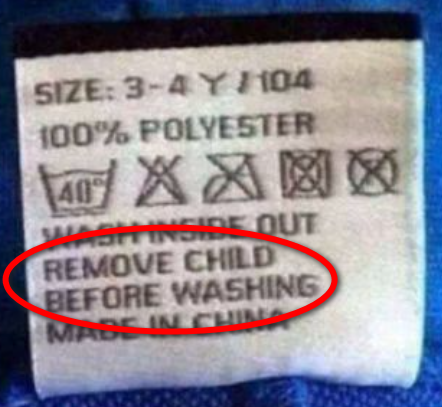 SIZE: 3-4 Y / 104
100% POLYESTER
40°
WASH INSIDE OUT
REMOVE CHILD
BEFORE WASHING
MADE IN CHINA